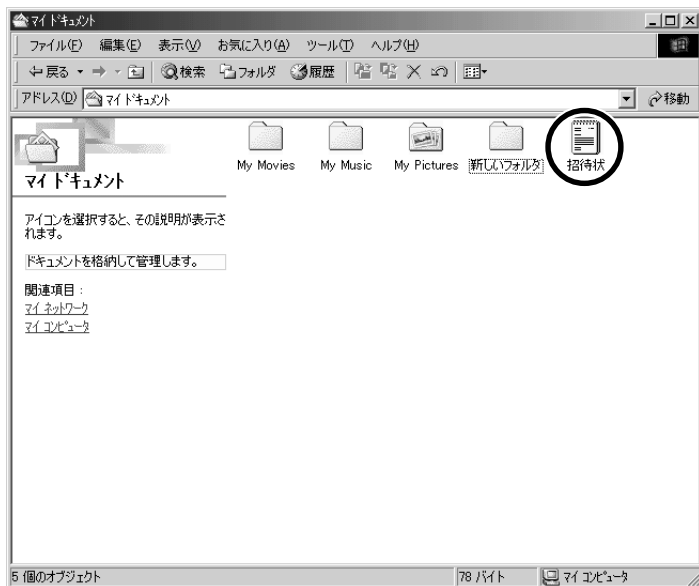 マイ ドキュメント
ファイル(F) 編集(E) 表示(V) お気に入り(A) ツール(T) ヘルプ(H)
戻る 検索 フォルダ 履歴
アドレス(D) マイ ドキュメント 移動
マイ ドキュメント
アイコンを選択すると、その説明が表示さ
れます。
ドキュメントを格納して管理します。
関連項目 :
マイ ネットワーク
マイ コンピュータ
My Movies My Music My Pictures 新しいフォルダ 招待状
5 個のオブジェクト 78 バイト マイ コンピュータ